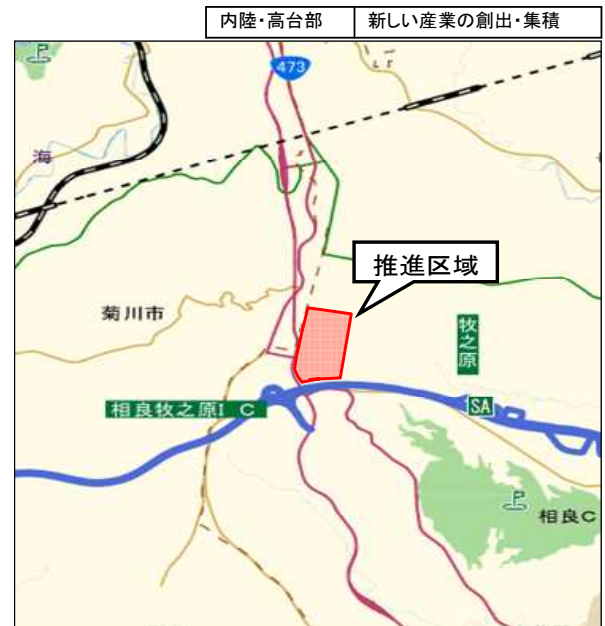 内陸・高台部 新しい産業の創出・集積
473
海
推進区域
菊川市
牧之原
相良牧之原I C
SA
相良C